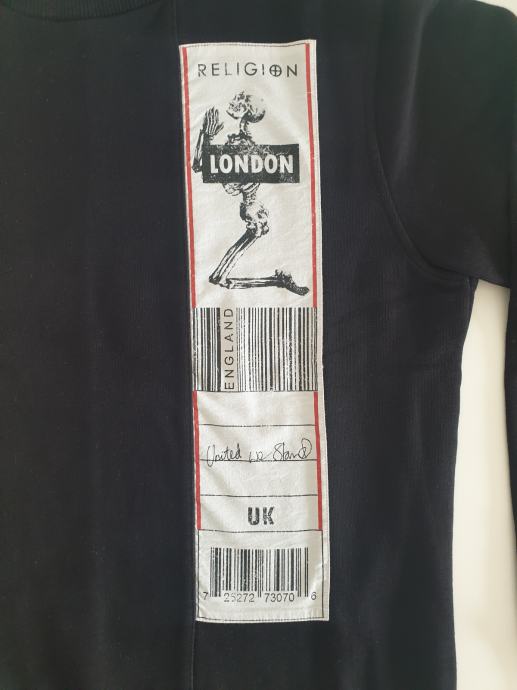 RELIGION
LONDON
ENGLAND
United we Stand
UK
7 25272 73070 6